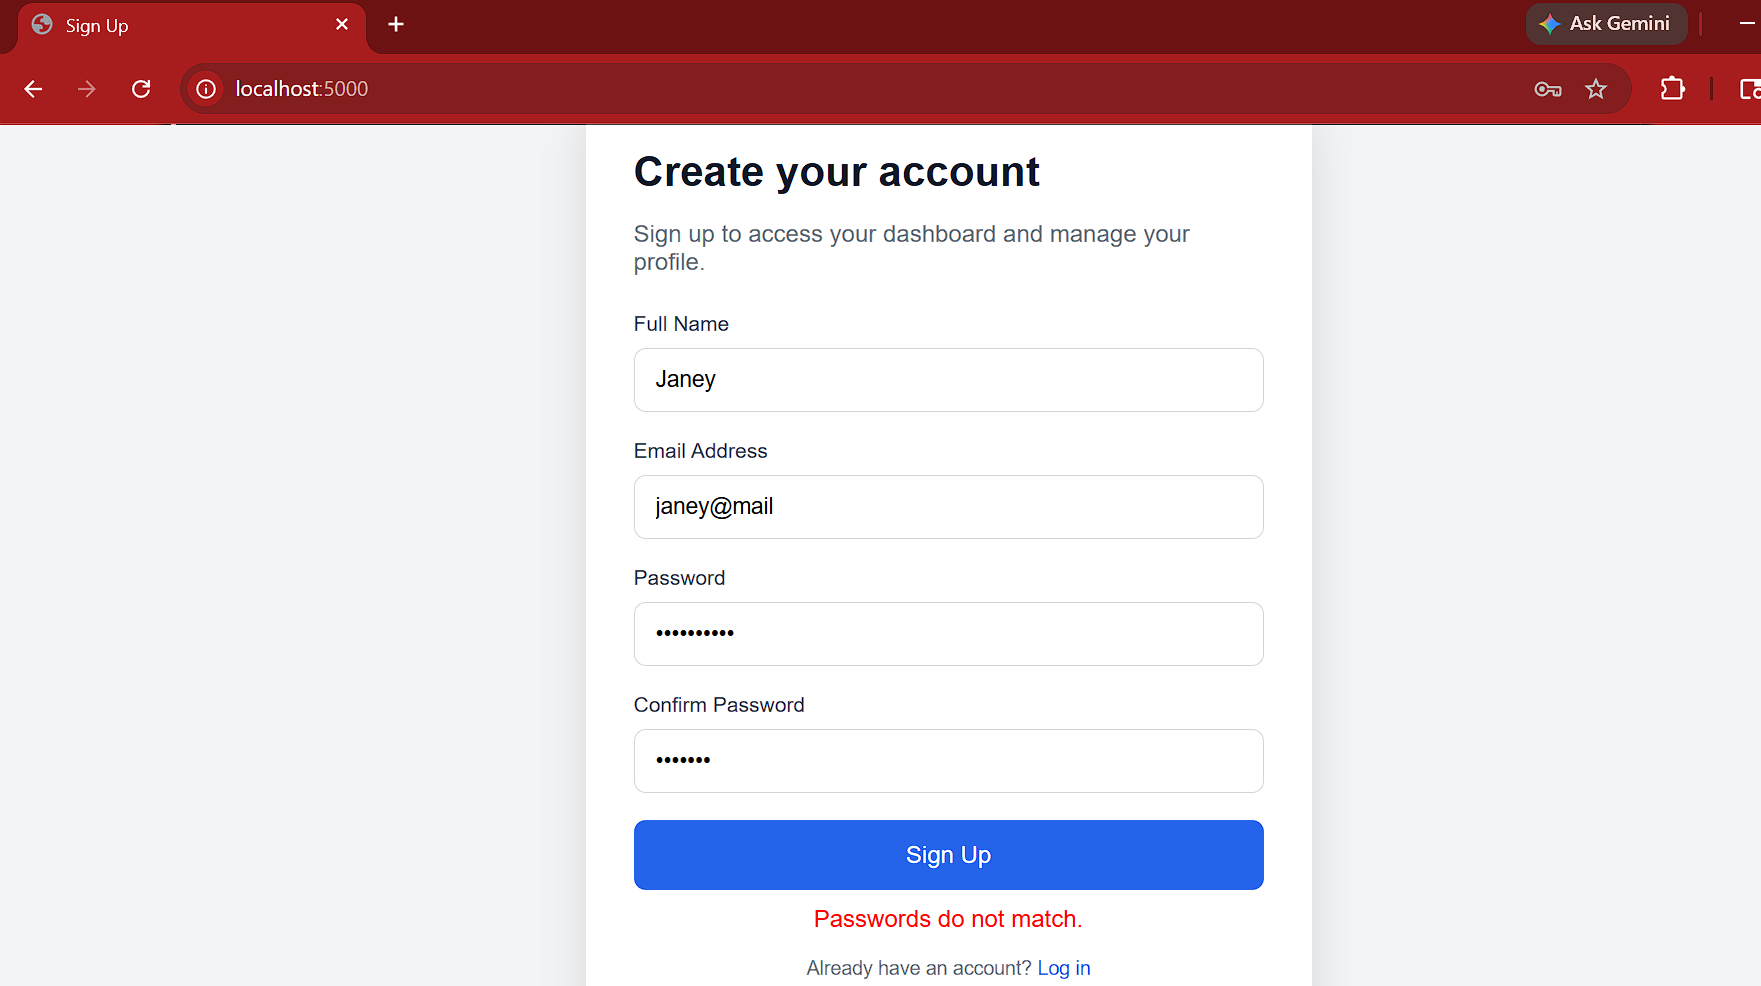 Sign Up
Ask Gemini
localhost:5000
Create your account
Sign up to access your dashboard and manage your
profile.
Full Name
Janey
Email Address
janey@mail
Password
••••••••••
Confirm Password
•••••••
Sign Up
Passwords do not match.
Already have an account? Log in